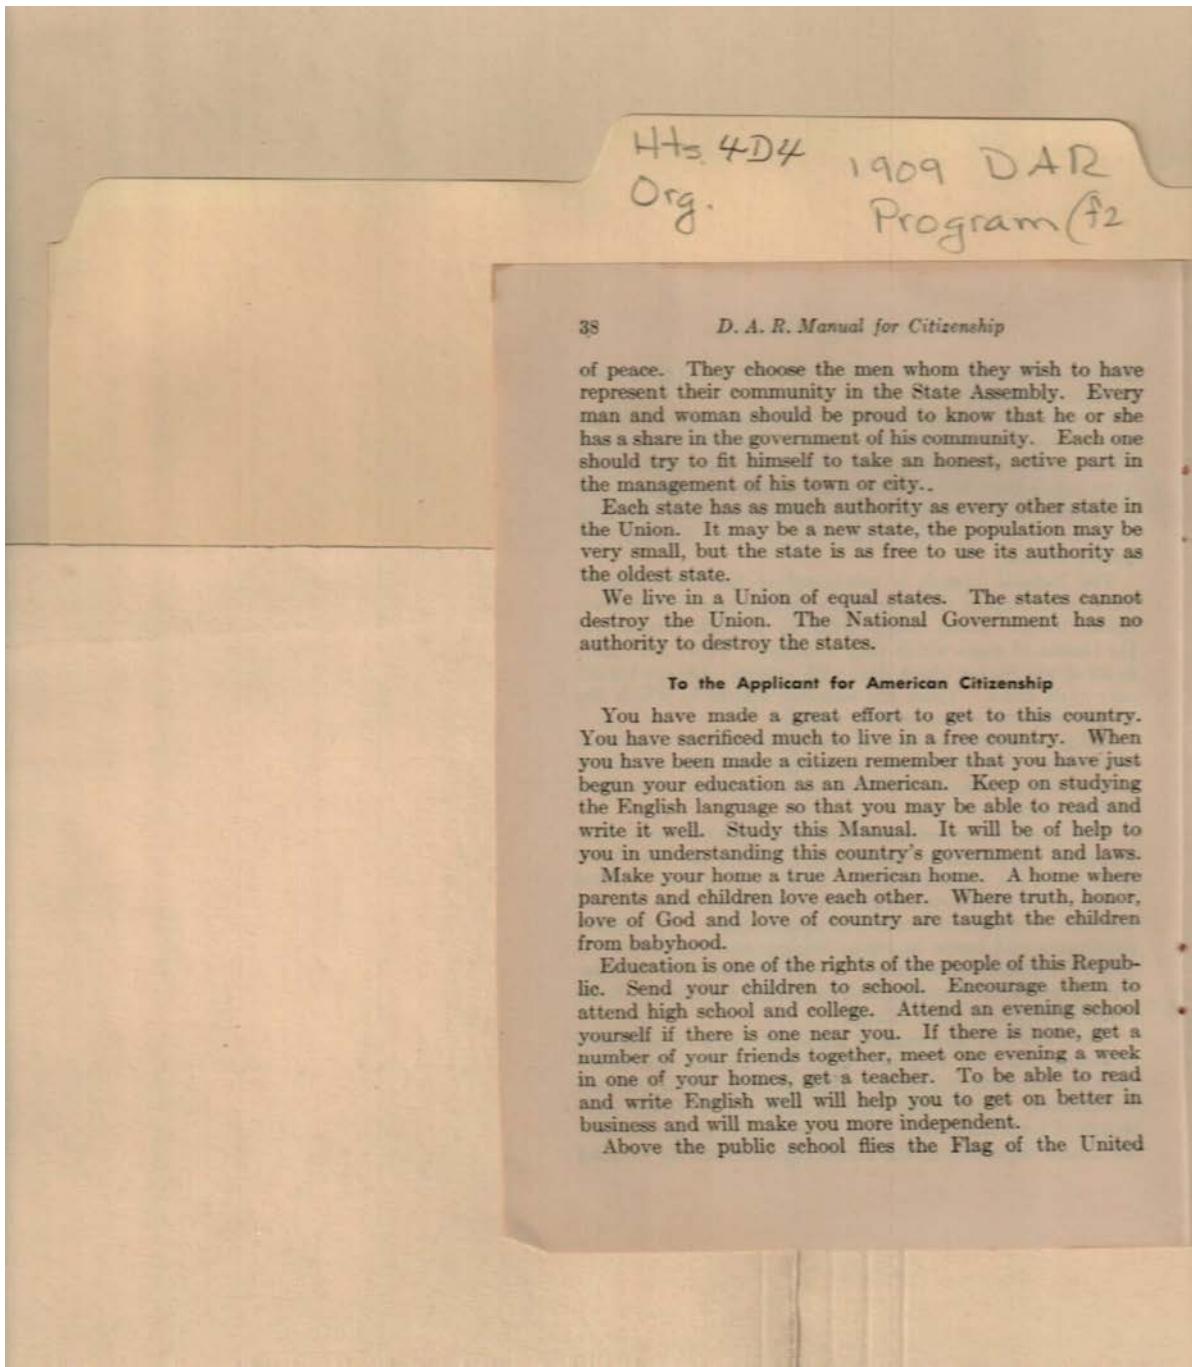 Hts. 4D4
Org.
1909 DAR
Program (f2
38
D. A. R. Manual for Citizenship
of peace. They choose the men whom they wish to have
represent their community in the State Assembly. Every
man and woman should be proud to know that he or she
has a share in the government of his community. Each one
should try to fit himself to take an honest, active part in
the management of his town or city..
Each state has as much authority as every other state in
the Union. It may be a new state, the population may be
very small, but the state is as free to use its authority as
the oldest state.
We live in a Union of equal states. The states cannot
destroy the Union. The National Government has no
authority to destroy the states.
To the Applicant for American Citizenship
You have made a great effort to get to this country.
You have sacrificed much to live in a free country. When
you have been made a citizen remember that you have just
begun your education as an American. Keep on studying
the English language so that you may be able to read and
write it well. Study this Manual. It will be of help to
you in understanding this country's government and laws.
Make your home a true American home. A home where
parents and children love each other. Where truth, honor,
love of God and love of country are taught the children
from babyhood.
Education is one of the rights of the people of this Repub-
lic. Send your children to school. Encourage them to
attend high school and college. Attend an evening school
yourself if there is one near you. If there is none, get a
number of your friends together, meet one evening a week
in one of your homes, get a teacher. To be able to read
and write English well will help you to get on better in
business and will make you more independent.
Above the public school flies the Flag of the United